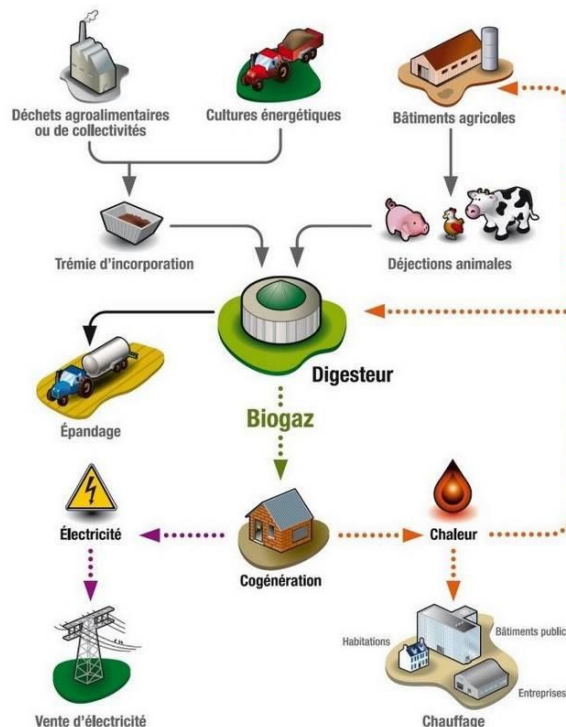 Déchets agroalimentaires
ou de collectivités
Cultures énergétiques
Bâtiments agricoles
Trémie d'incorporation
Déjections animales
Digesteur
Épandage
Biogaz
Électricité
Cogénération
Chaleur
Habitations
Bâtiments public
Entreprises
Vente d'électricité
Chauffage